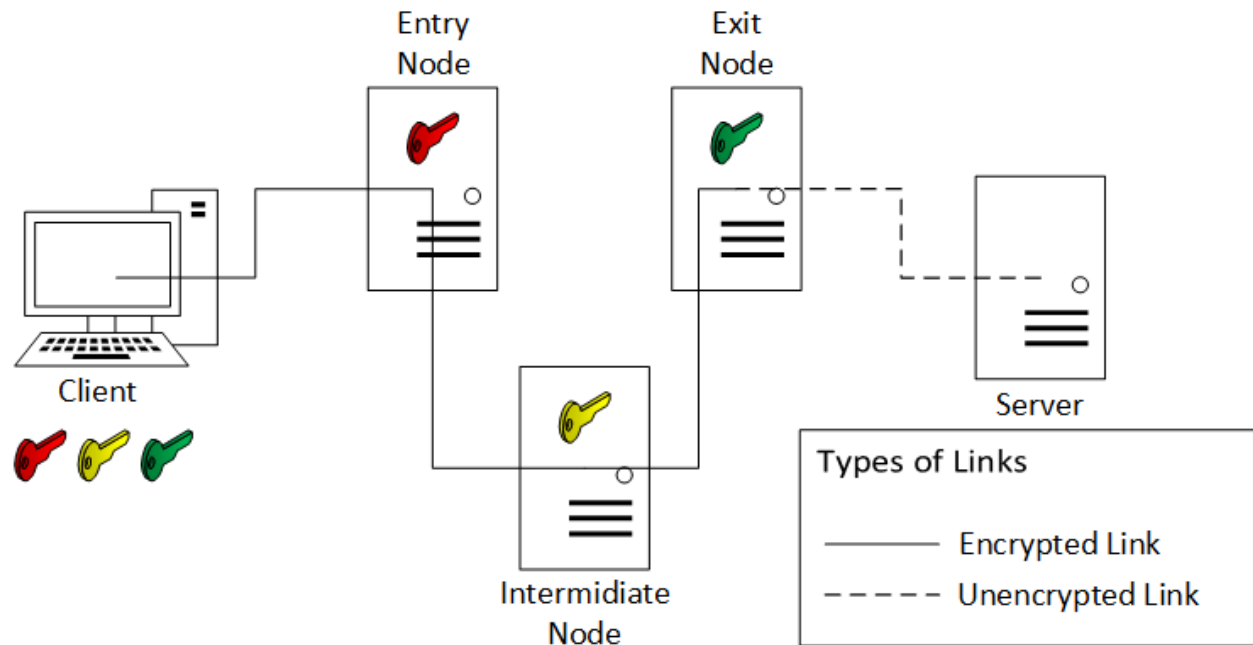 Entry
Node
Exit
Node
Client
Server
Intermidiate
Node
Types of Links
Encrypted Link
Unencrypted Link